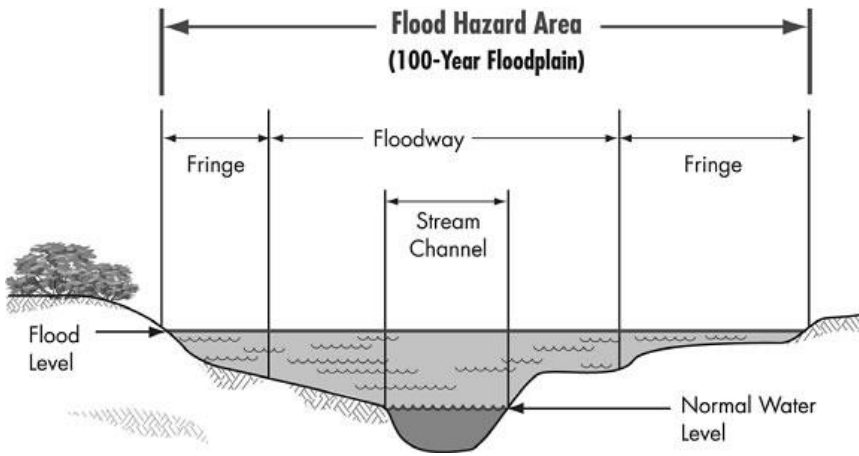 Flood Hazard Area
(100-Year Floodplain)
Fringe
Floodway
Fringe
Stream
Channel
Flood
Level
Normal Water
Level